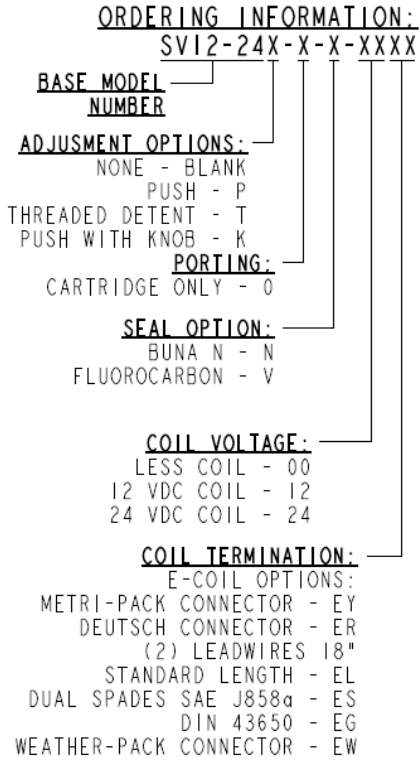 ORDERING INFORMATION:
SV12-24X-X-X-XXXX
BASE MODEL
NUMBER
ADJUSMENT OPTIONS:
NONE - BLANK
PUSH - P
THREADED DETENT - T
PUSH WITH KNOB - K
PORTING:
CARTRIDGE ONLY - 0
SEAL OPTION:
BUNA N - N
FLUOROCARBON - V
COIL VOLTAGE:
LESS COIL - 00
12 VDC COIL - 12
24 VDC COIL - 24
COIL TERMINATION:
E-COIL OPTIONS:
METRI-PACK CONNECTOR - EY
DEUTSCH CONNECTOR - ER
(2) LEADWIRES 18"
STANDARD LENGTH - EL
DUAL SPADES SAE J858a - ES
DIN 43650 - EG
WEATHER-PACK CONNECTOR - EW